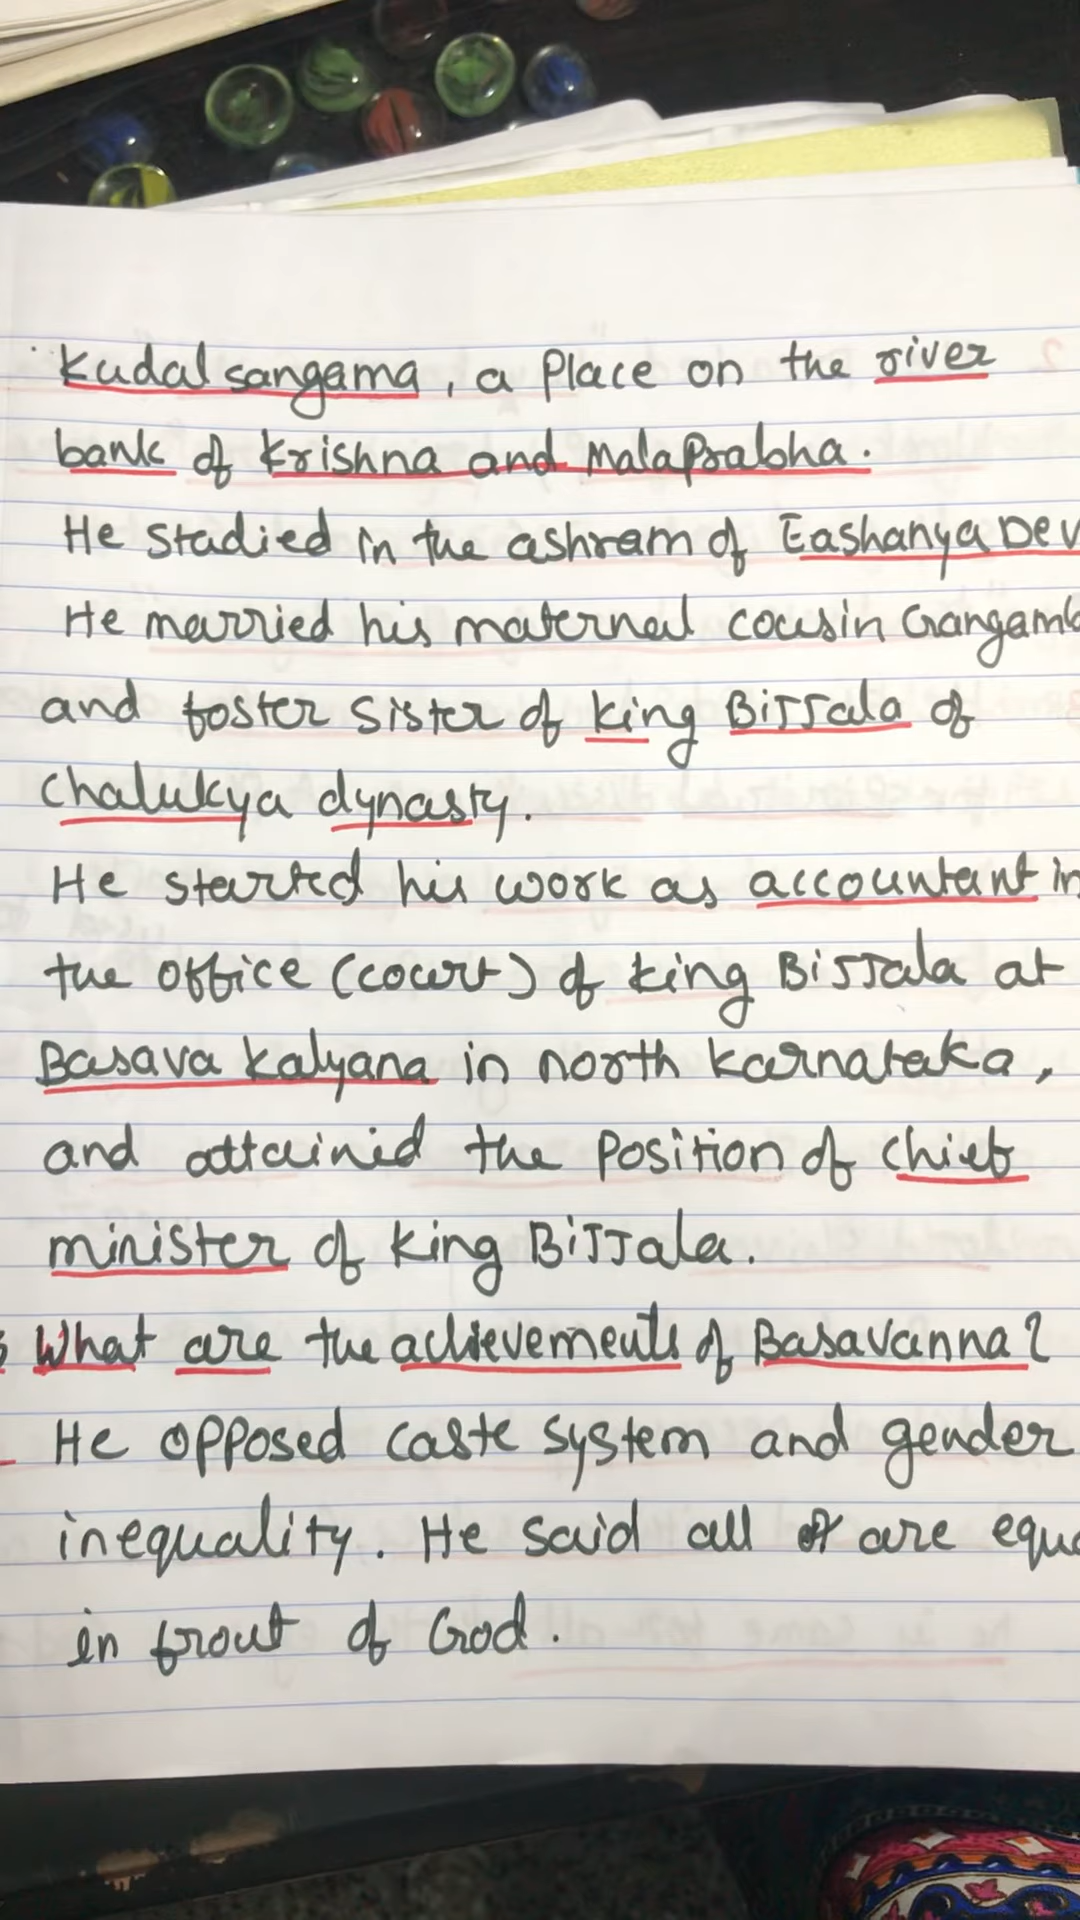 Kudal sangama, a Place on the river
bank of Krishna and MalaPrabha.
He studied in the ashram of Eashanya Dev
He married his maternal cousin Gangamb
and foster sister of king Bijjala of
Chalukya dynasty.
He started his work as accountant in
the office (court) of king Bijjala at
Basava Kalyana in north Karnataka,
and attained the Position of chief
minister of king Bijjala.
What are the achievements of Basavanna?
He opposed caste system and gender
inequality. He said all are equa
in front of God.